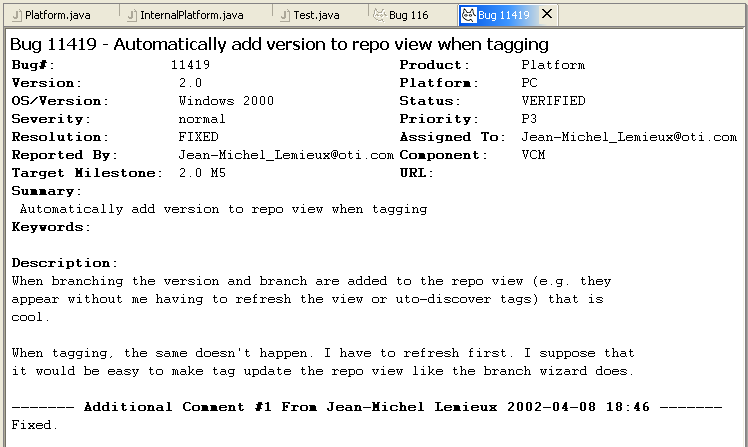 Platform.java InternalPlatform.java Test.java Bug 116 Bug 11419
Bug 11419 - Automatically add version to repo view when tagging
Bug#: 11419 Product: Platform
Version: 2.0 Platform: PC
OS/Version: Windows 2000 Status: VERIFIED
Severity: normal Priority: P3
Resolution: FIXED Assigned To: Jean-Michel_Lemieux@oti.com
Reported By: Jean-Michel_Lemieux@oti.com Component: VCM
Target Milestone: 2.0 M5 URL:
Summary:
Automatically add version to repo view when tagging
Keywords:
Description:
When branching the version and branch are added to the repo view (e.g. they
appear without me having to refresh the view or uto-discover tags) that is
cool.
When tagging, the same doesn't happen. I have to refresh first. I suppose that
it would be easy to make tag update the repo view like the branch wizard does.
------- Additional Comment #1 From Jean-Michel Lemieux 2002-04-08 18:46 -------
Fixed.